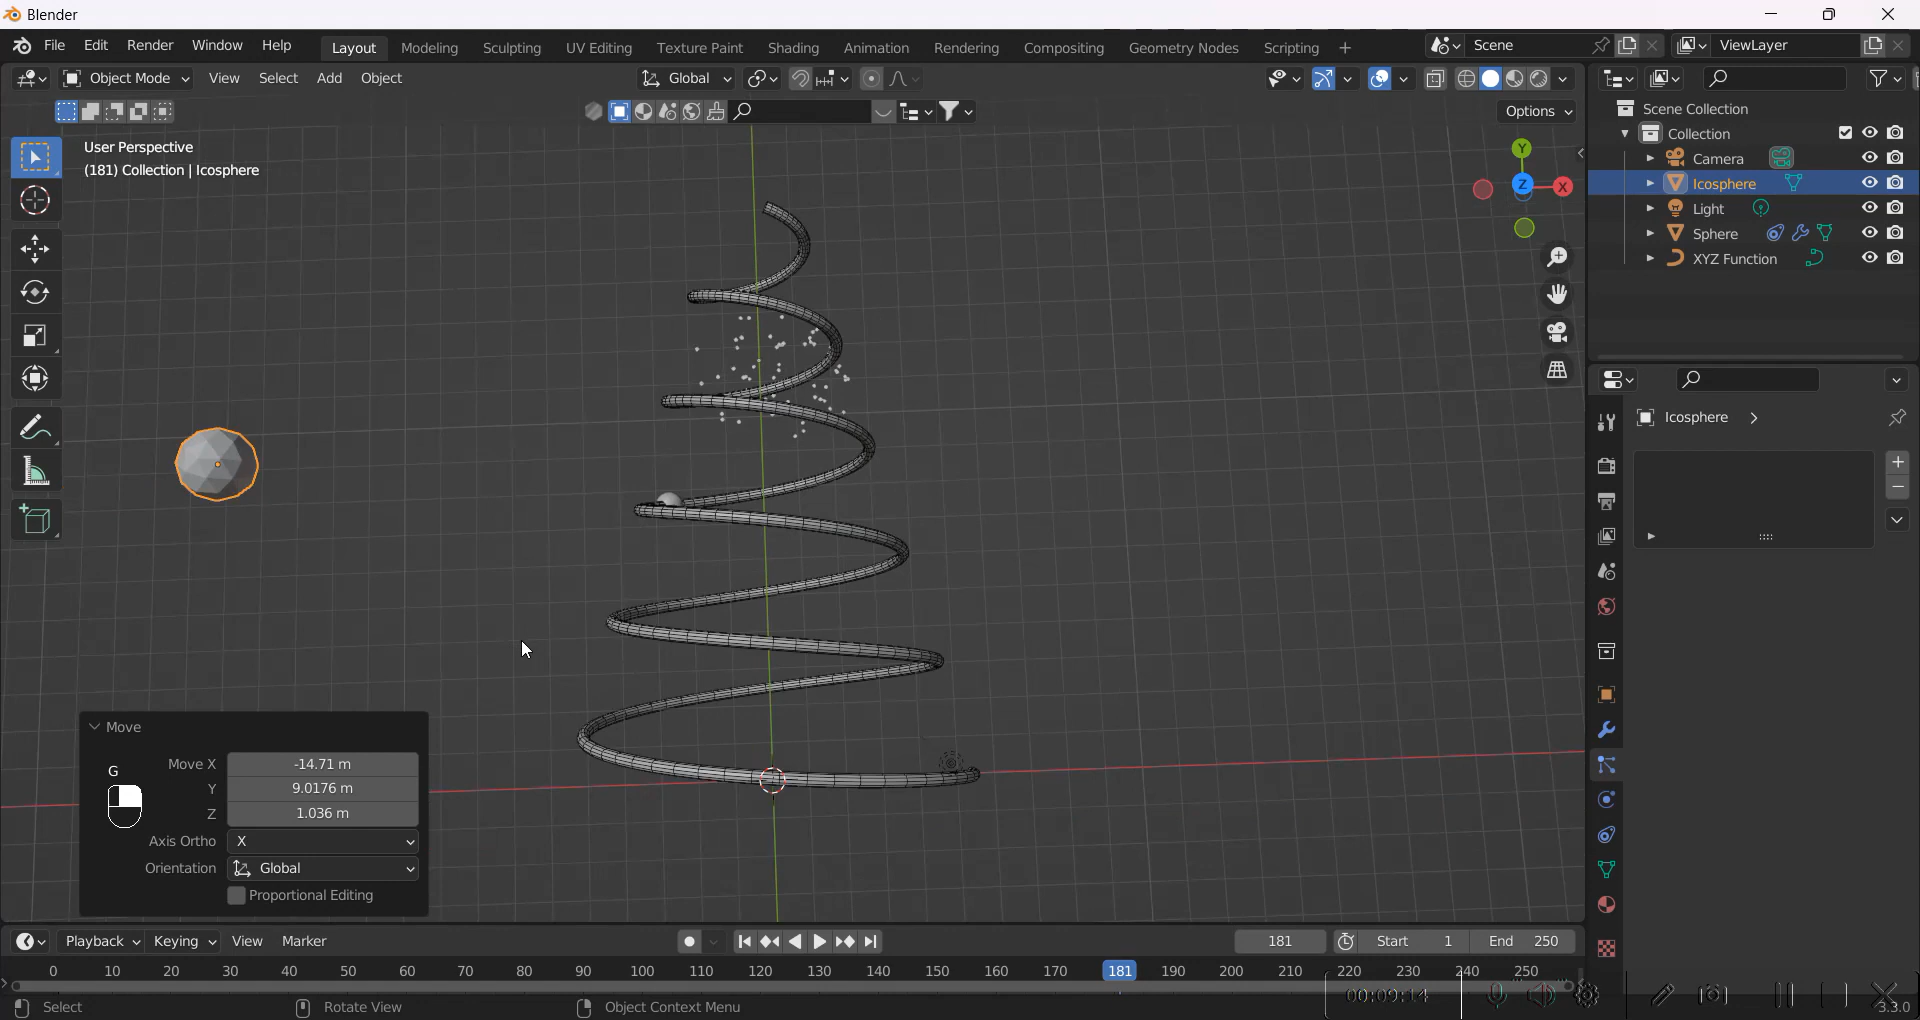 Blender
File Edit Render Window Help Layout Modeling Sculpting UV Editing Texture Paint Shading Animation Rendering Compositing Geometry Nodes Scripting + Scene ViewLayer
Object Mode View Select Add Object Global
Options
User Perspective
(181) Collection | Icosphere
Y
Z
X
Scene Collection
Collection
Camera
Icosphere
Light
Sphere
XYZ Function
Icosphere
Move
Move X -14.71 m
G
Y 9.0176 m
Z 1.036 m
Axis Ortho X
Orientation Global
Proportional Editing
Playback Keying View Marker 181 Start 1 End 250
0 10 20 30 40 50 60 70 80 90 100 110 120 130 140 150 160 170 181 190 200 210 220 230 240 250
00:09:14
Select Rotate View Object Context Menu 3.3.0